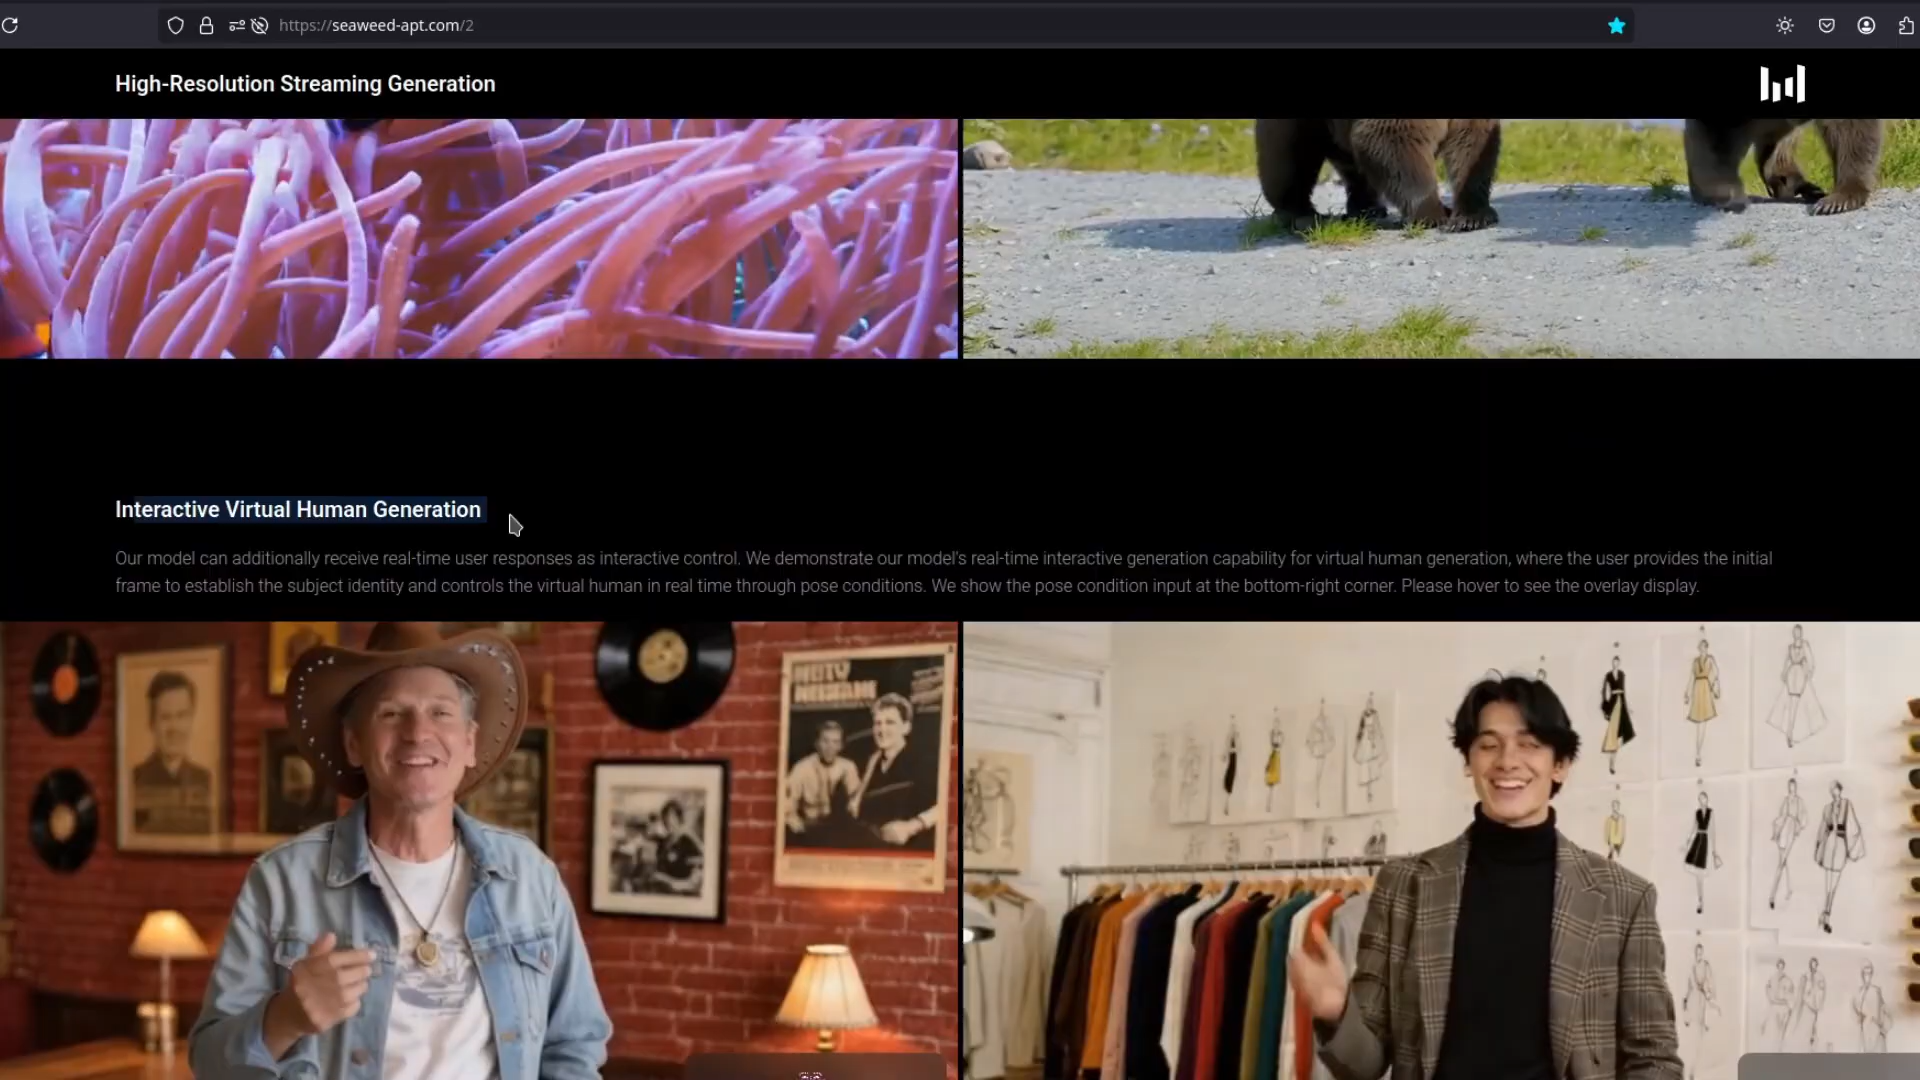 https://seaweed-apt.com/2
High-Resolution Streaming Generation
Interactive Virtual Human Generation
Our model can additionally receive real-time user responses as interactive control. We demonstrate our model's real-time interactive generation capability for virtual human generation, where the user provides the initial
frame to establish the subject identity and controls the virtual human in real time through pose conditions. We show the pose condition input at the bottom-right corner. Please hover to see the overlay display.